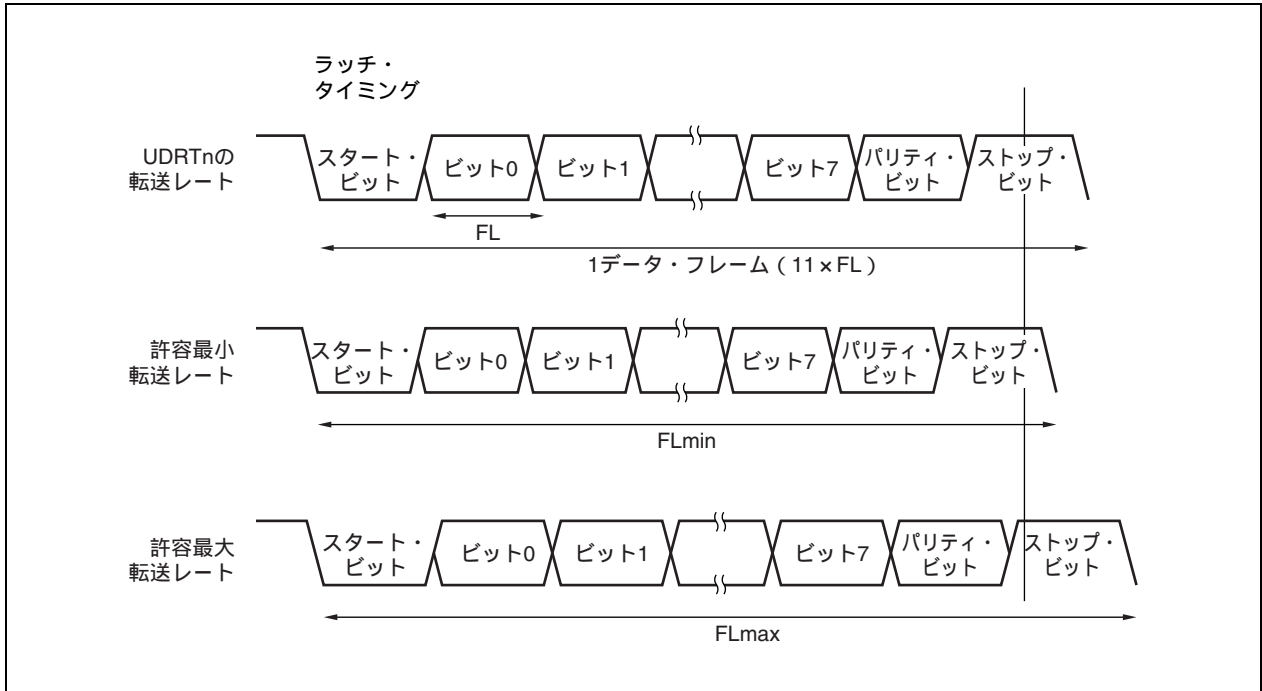 ラッチ・
タイミング
UDRTnの
転送レート
スタート・
ビット
ビット0
ビット1
ビット7
パリティ・
ビット
ストップ・
ビット
FL
1データ・フレーム（11×FL）
許容最小
転送レート
スタート・
ビット
ビット0
ビット1
ビット7
パリティ・
ビット
ストップ・
ビット
FLmin
許容最大
転送レート
スタート・
ビット
ビット0
ビット1
ビット7
パリティ・
ビット
ストップ・
ビット
FLmax